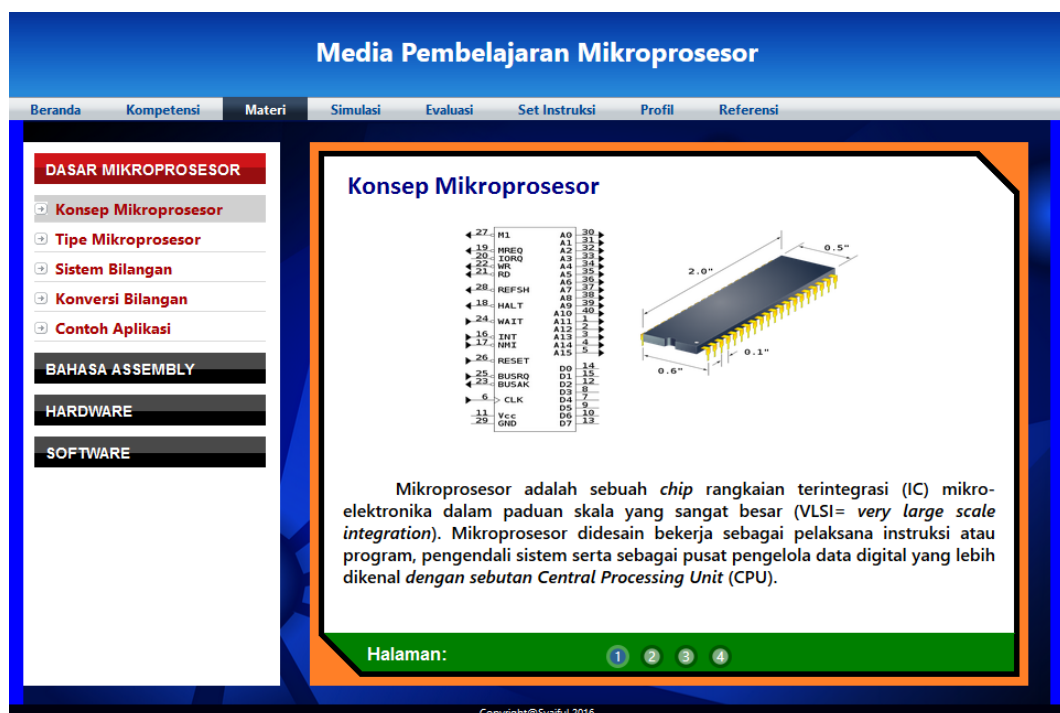 Media Pembelajaran Mikroprosesor
Beranda Kompetensi Materi Simulasi Evaluasi Set Instruksi Profil Referensi
DASAR MIKROPROSESOR
Konsep Mikroprosesor
Tipe Mikroprosesor
Sistem Bilangan
Konversi Bilangan
Contoh Aplikasi
BAHASA ASSEMBLY
HARDWARE
SOFTWARE
Konsep Mikroprosesor
27 M1 A0 30
A1 31
19 MREQ A2 32
20 IORQ A3 33
22 WR A4 34
21 RD A5 35
A6 36
28 REFSH A7 37
A8 38
18 HALT A9 39
A10 40
24 WAIT A11 1
A12 2
16 INT A13 3
17 NMI A14 4
A15 5
26 RESET
D0 14
25 BUSRQ D1 15
23 BUSAK D2 12
D3 8
6 CLK D4 7
D5 9
11 Vcc D6 10
29 GND D7 13
0.5"
2.0"
0.1"
0.6"
Mikroprosesor adalah sebuah chip rangkaian terintegrasi (IC) mikro-
elektronika dalam paduan skala yang sangat besar (VLSI= very large scale
integration). Mikroprosesor didesain bekerja sebagai pelaksana instruksi atau
program, pengendali sistem serta sebagai pusat pengelola data digital yang lebih
dikenal dengan sebutan Central Processing Unit (CPU).
Halaman: 1 2 3 4
Copyright@Syaiful 2016